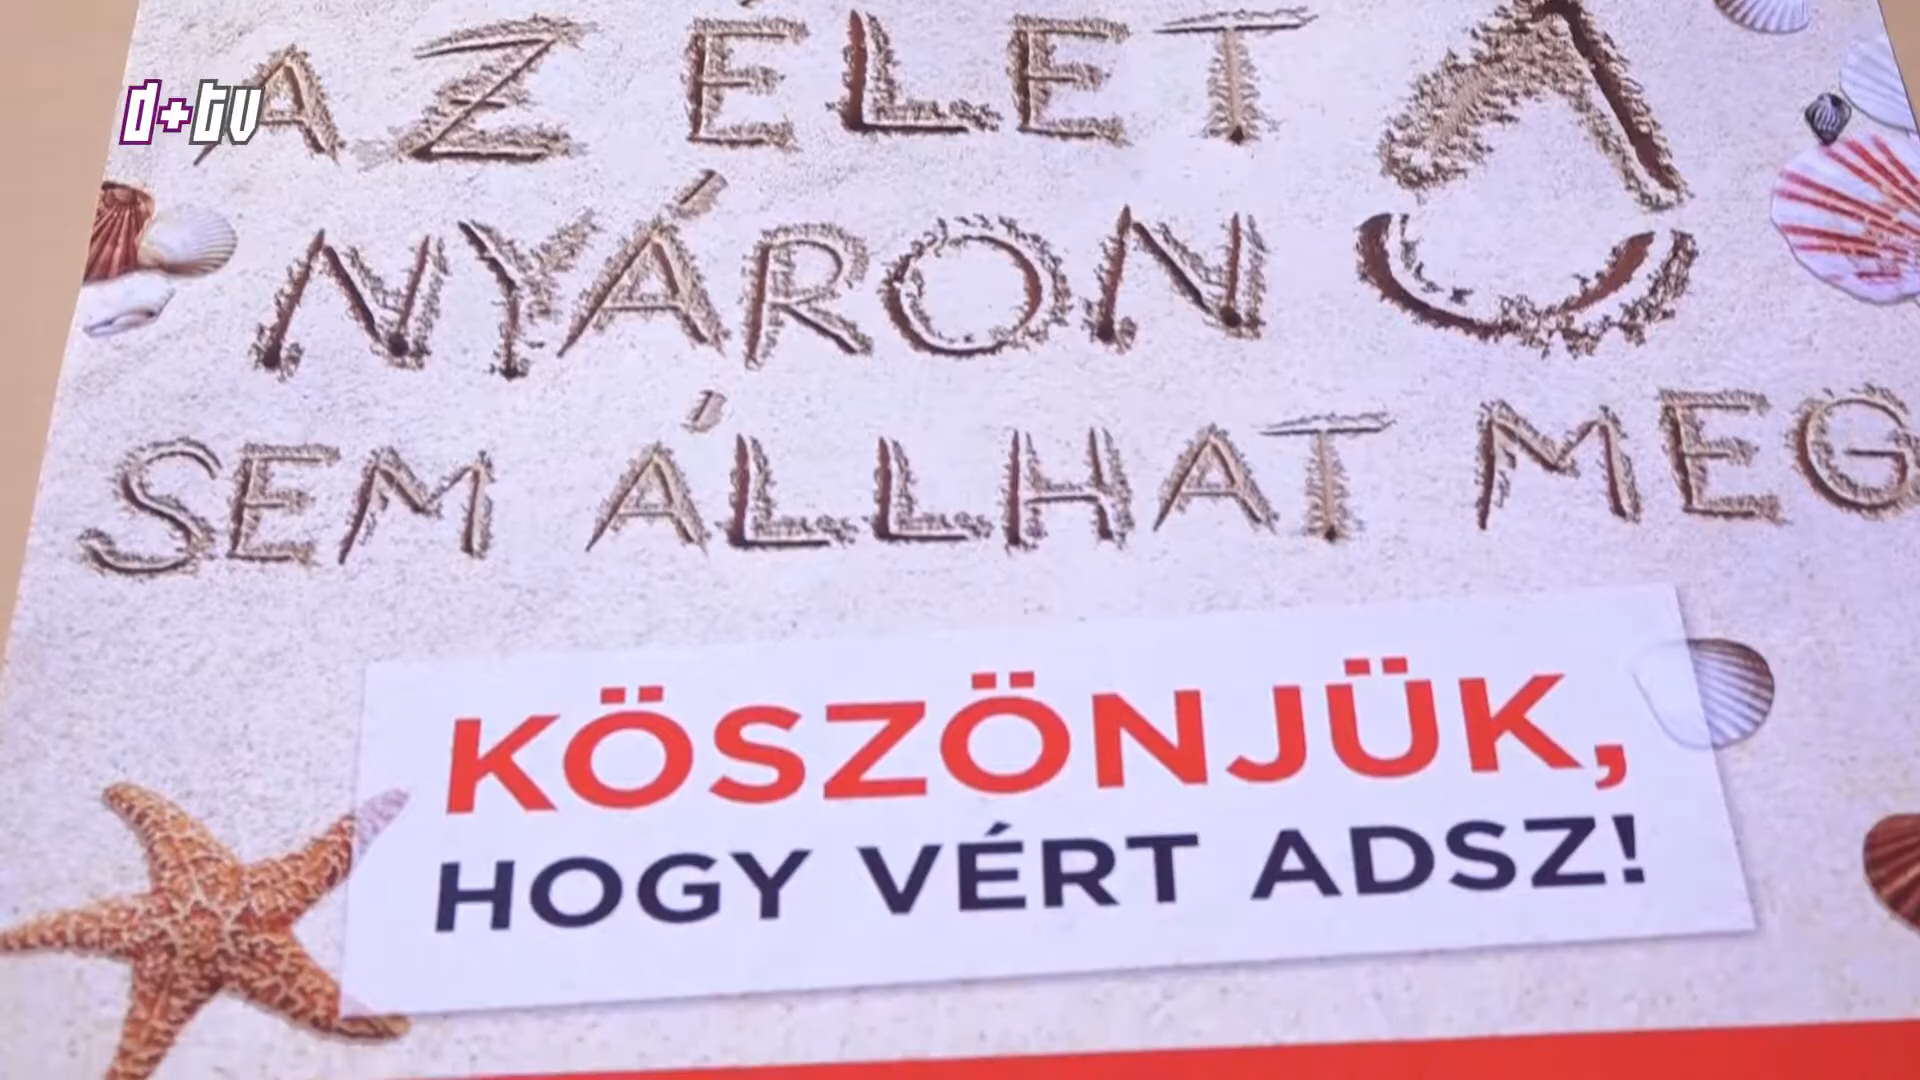 d+tv
AZ ÉLET
NYÁRON
SEM ÁLLHAT MEG
KÖSZÖNJÜK,
HOGY VÉRT ADSZ!